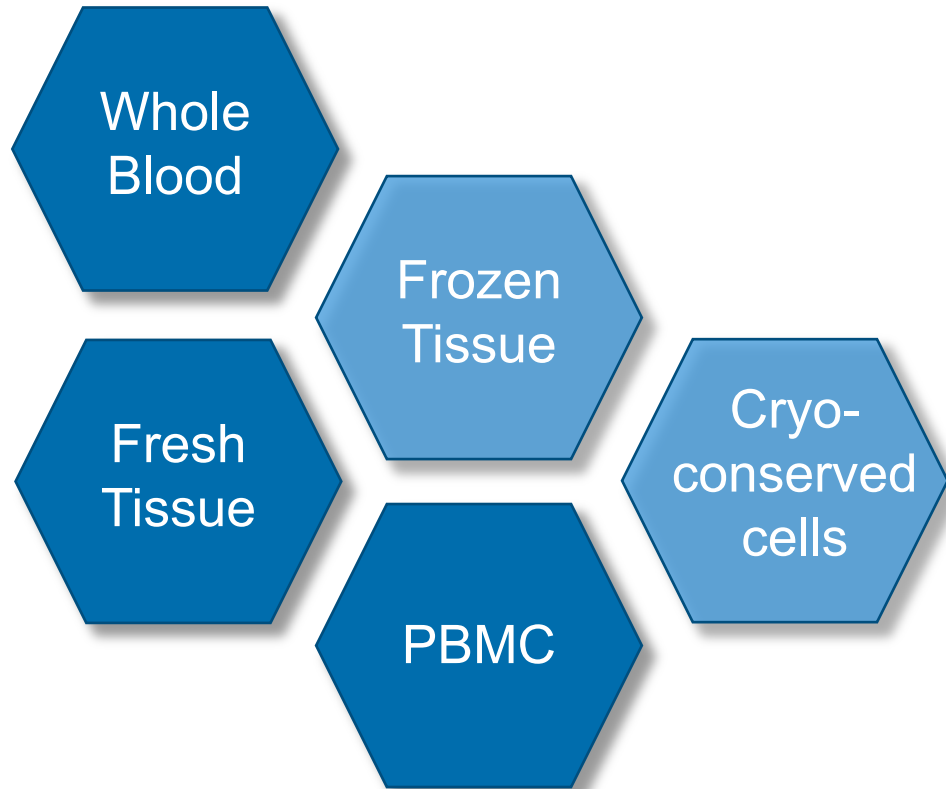 Whole
Blood
Frozen
Tissue
Fresh
Tissue
Cryo-
conserved
cells
PBMC